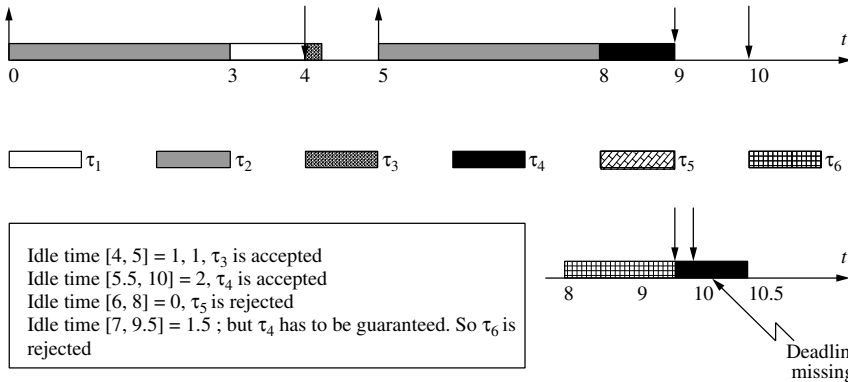 t
0 3 4 5 8 9 10
τ1 τ2 τ3 τ4 τ5 τ6
Idle time [4, 5] = 1, 1, τ3 is accepted
Idle time [5.5, 10] = 2, τ4 is accepted
Idle time [6, 8] = 0, τ5 is rejected
Idle time [7, 9.5] = 1.5 ; but τ4 has to be guaranteed. So τ6 is
rejected
t
8 9 10 10.5
Deadlin
missing